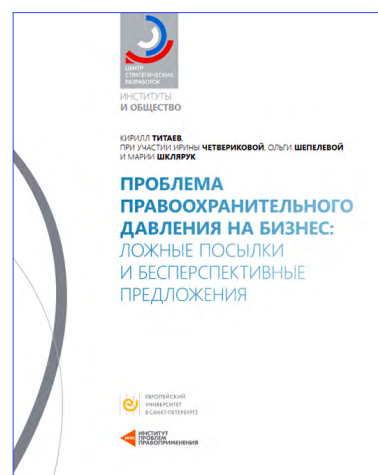 ЦЕНТР
СТРАТЕГИЧЕСКИХ
РАЗРАБОТОК
ИНСТИТУТЫ
И ОБЩЕСТВО
КИРИЛЛ ТИТАЕВ,
ПРИ УЧАСТИИ ИРИНЫ ЧЕТВЕРИКОВОЙ, ОЛЬГИ ШЕПЕЛЕВОЙ
И МАРИИ ШКЛЯРУК
ПРОБЛЕМА
ПРАВООХРАНИТЕЛЬНОГО
ДАВЛЕНИЯ НА БИЗНЕС:
ЛОЖНЫЕ ПОСЫЛКИ
И БЕСПЕРСПЕКТИВНЫЕ
ПРЕДЛОЖЕНИЯ
ЕВРОПЕЙСКИЙ
УНИВЕРСИТЕТ
В САНКТ-ПЕТЕРБУРГЕ
ИПП
ИНСТИТУТ
ПРОБЛЕМ
ПРАВОПРИМЕНЕНИЯ